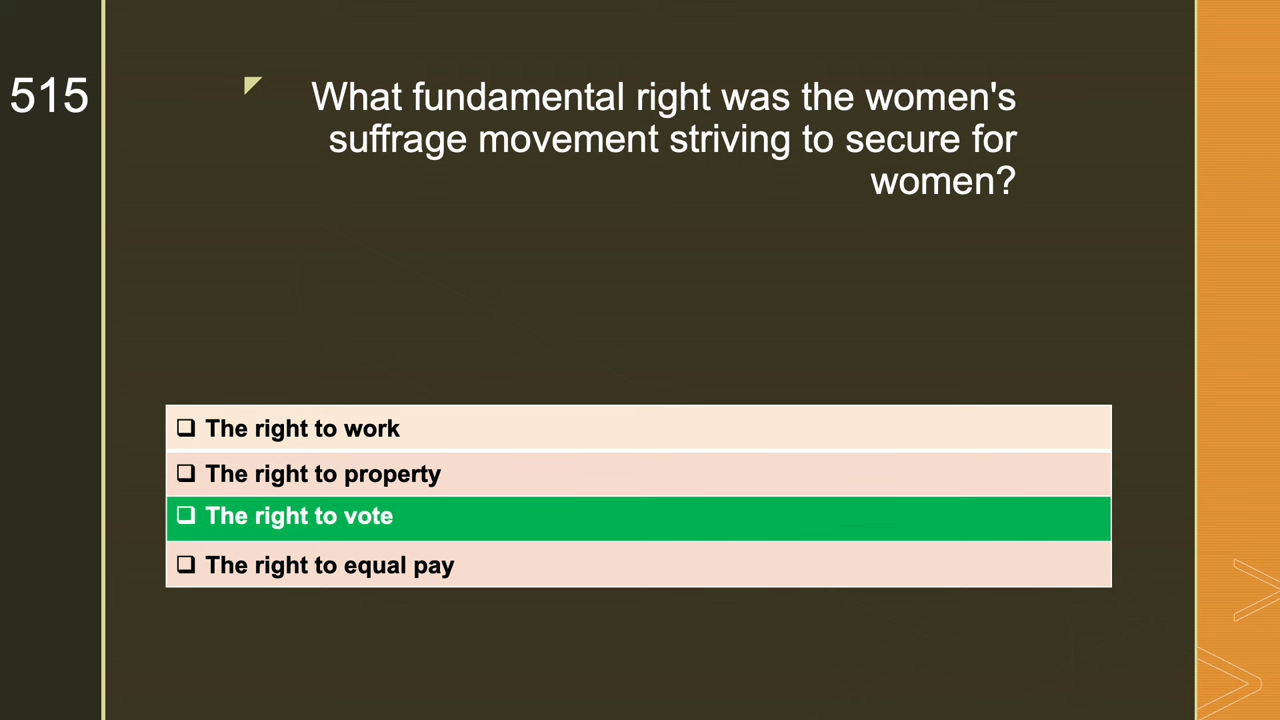 515
What fundamental right was the women's
suffrage movement striving to secure for
women?
❑ The right to work
❑ The right to property
❑ The right to vote
❑ The right to equal pay